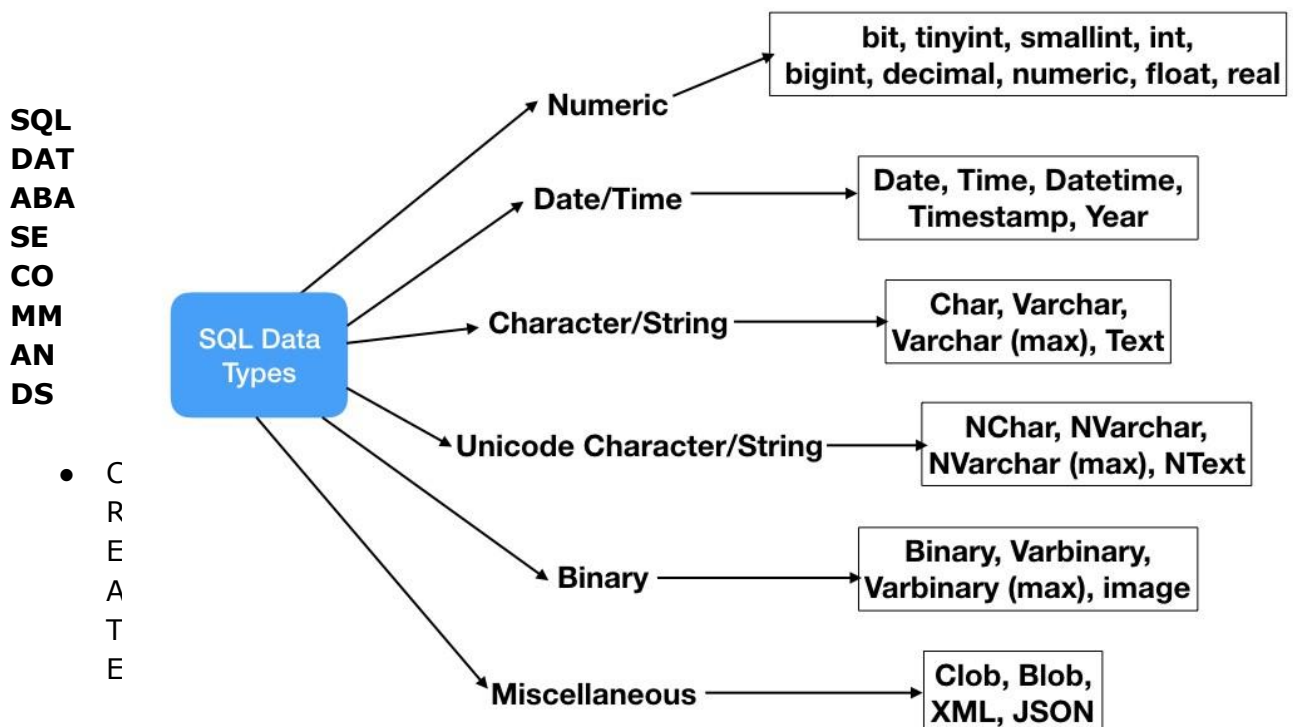 SQL
DAT
ABA
SE
CO
MM
AN
DS
• C
R
E
A
T
E
SQL Data
Types
Numeric
bit, tinyint, smallint, int,
bigint, decimal, numeric, float, real
Date/Time
Date, Time, Datetime,
Timestamp, Year
Character/String
Char, Varchar,
Varchar (max), Text
Unicode Character/String
NChar, NVarchar,
NVarchar (max), NText
Binary
Binary, Varbinary,
Varbinary (max), image
Miscellaneous
Clob, Blob,
XML, JSON